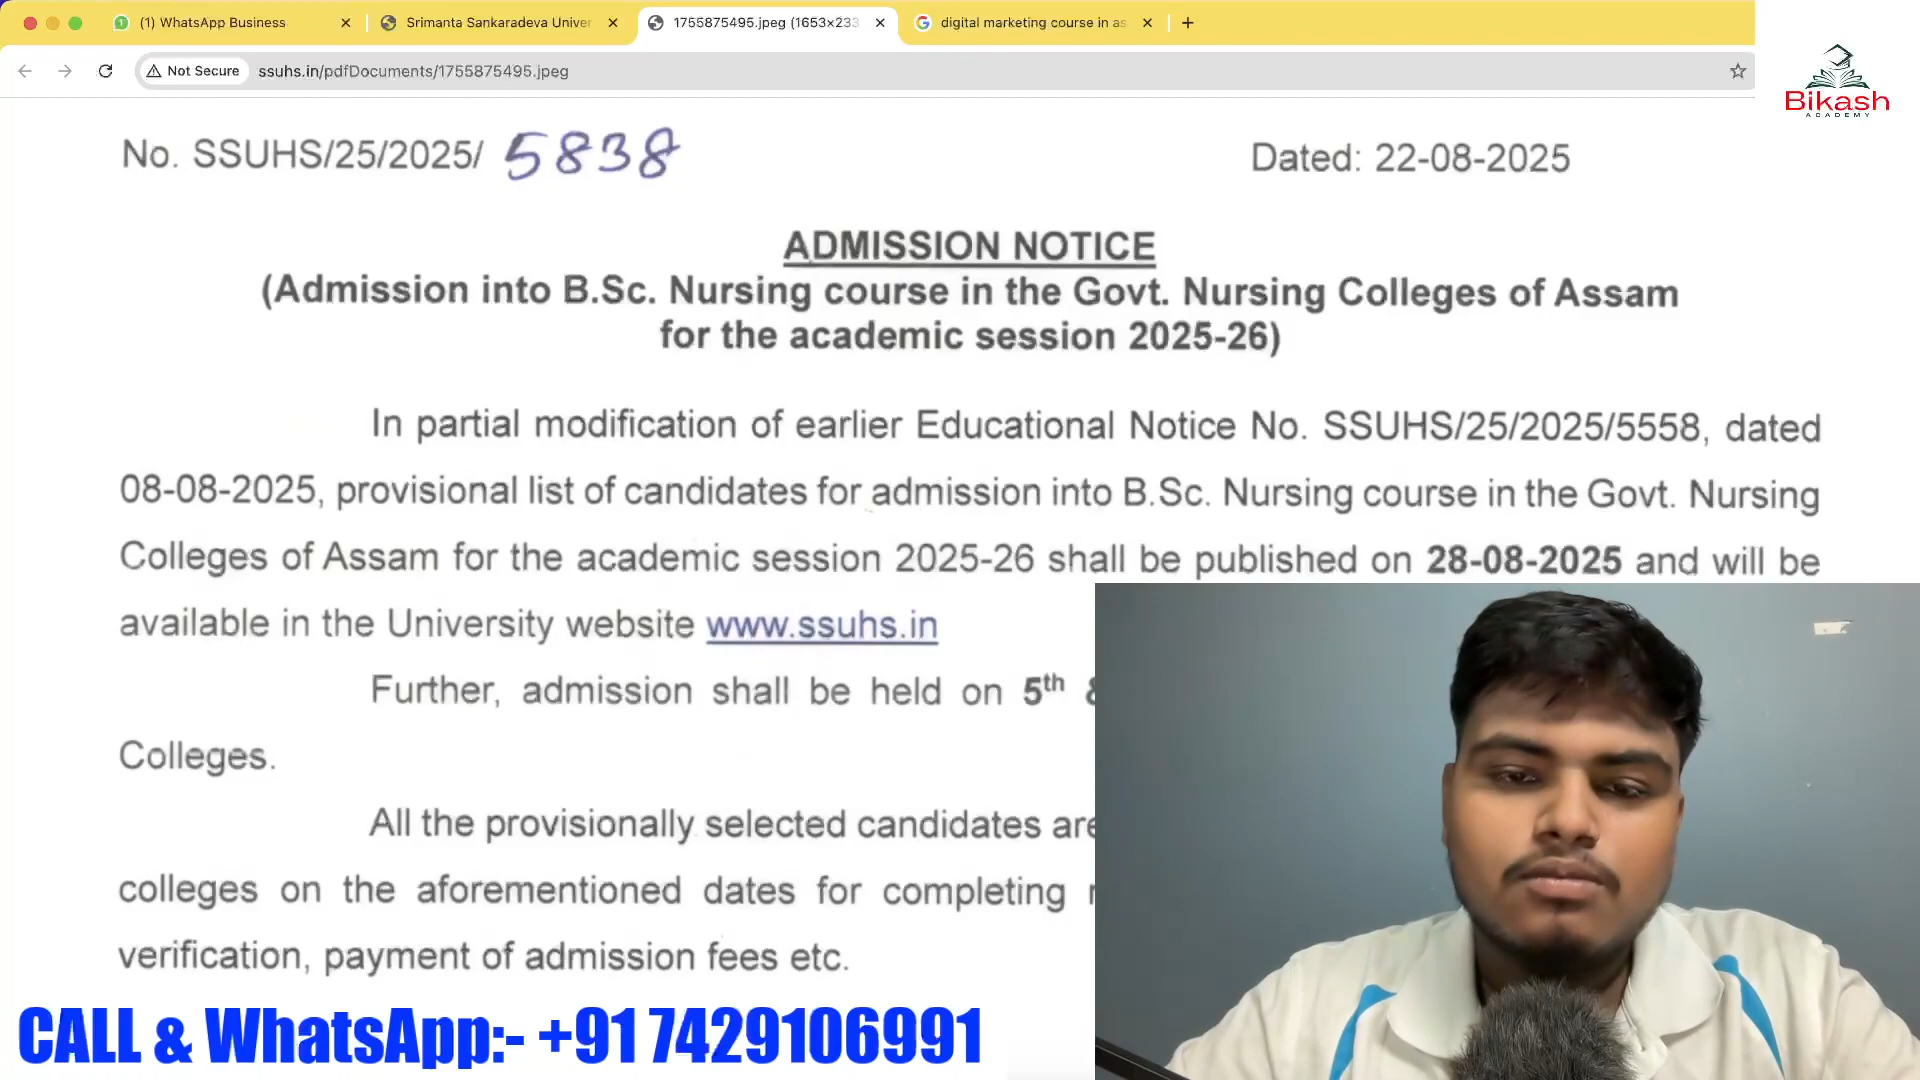 (1) WhatsApp Business
Srimanta Sankaradeva Univer
1755875495.jpeg (1653×233
digital marketing course in as
Not Secure
ssuhs.in/pdfDocuments/1755875495.jpeg
Bikash
ACADEMY
No. SSUHS/25/2025/ 5838
Dated: 22-08-2025
ADMISSION NOTICE
(Admission into B.Sc. Nursing course in the Govt. Nursing Colleges of Assam
for the academic session 2025-26)
In partial modification of earlier Educational Notice No. SSUHS/25/2025/5558, dated
08-08-2025, provisional list of candidates for admission into B.Sc. Nursing course in the Govt. Nursing
Colleges of Assam for the academic session 2025-26 shall be published on 28-08-2025 and will be
available in the University website www.ssuhs.in
Further, admission shall be held on 5th
Colleges.
All the provisionally selected candidates are
colleges on the aforementioned dates for completing
verification, payment of admission fees etc.
CALL & WhatsApp:- +91 7429106991